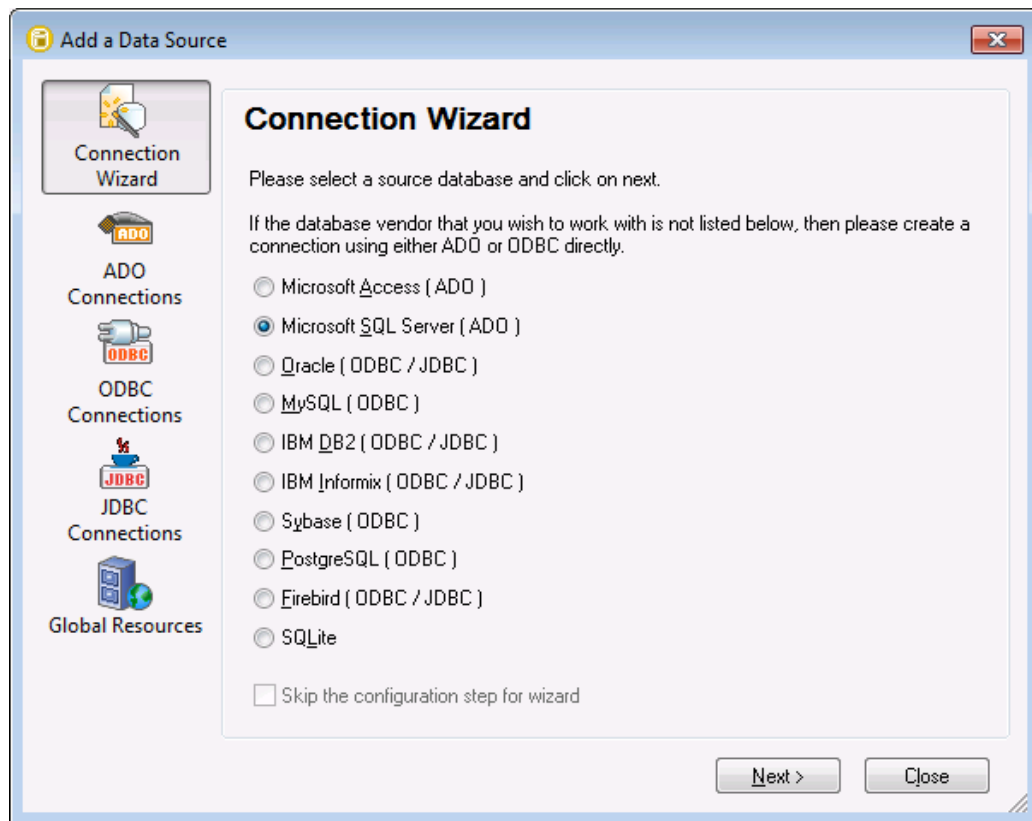 Add a Data Source
Connection
Wizard
ADO
ADO
Connections
ODBC
ODBC
Connections
JDBC
JDBC
Connections
Global Resources
Connection Wizard
Please select a source database and click on next.
If the database vendor that you wish to work with is not listed below, then please create a
connection using either ADO or ODBC directly.
Microsoft Access ( ADO )
Microsoft SQL Server ( ADO )
Oracle ( ODBC / JDBC )
MySQL ( ODBC )
IBM DB2 ( ODBC / JDBC )
IBM Informix ( ODBC / JDBC )
Sybase ( ODBC )
PostgreSQL ( ODBC )
Firebird ( ODBC / JDBC )
SQLite
Skip the configuration step for wizard
Next >
Close